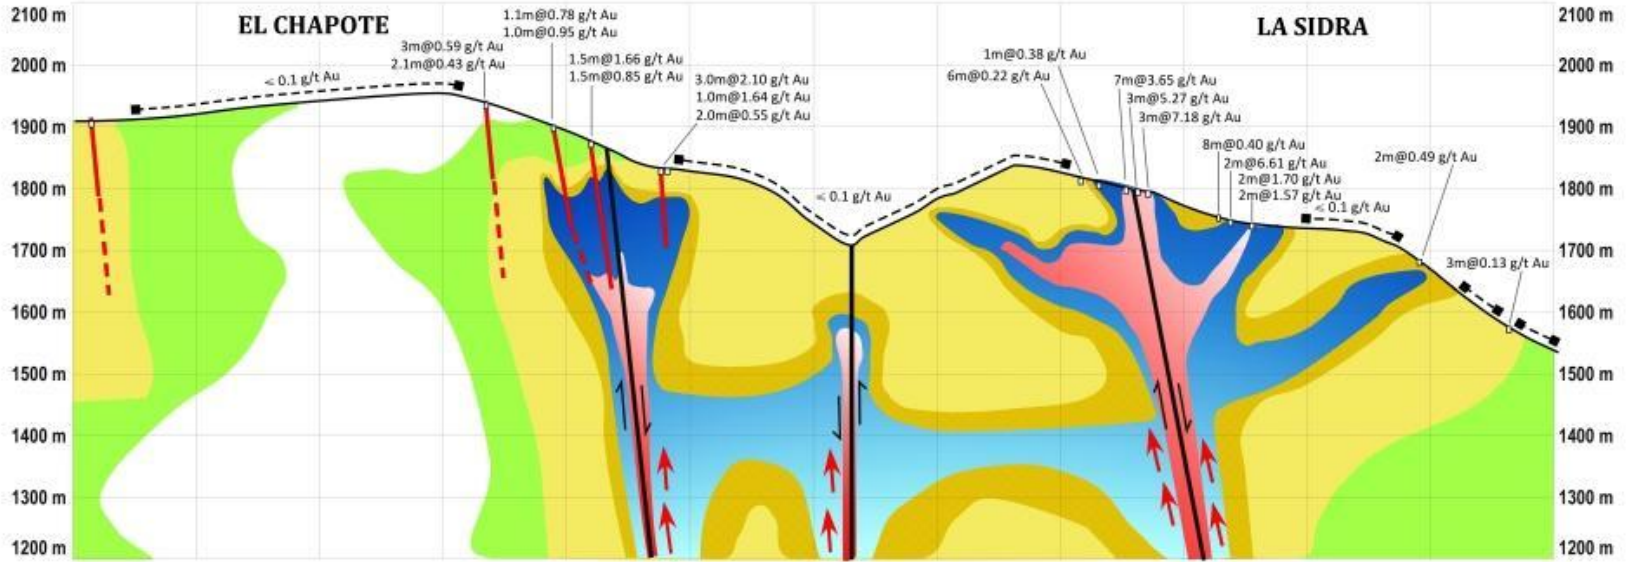 EL CHAPOTE
LA SIDRA
2100 m
2000 m
1900 m
1800 m
1700 m
1600 m
1500 m
1400 m
1300 m
1200 m
< 0.1 g/t Au
3m@0.59 g/t Au
2.1m@0.43 g/t Au
1.1m@0.78 g/t Au
1.0m@0.95 g/t Au
1.5m@1.66 g/t Au
1.5m@0.85 g/t Au
3.0m@2.10 g/t Au
1.0m@1.64 g/t Au
2.0m@0.55 g/t Au
< 0.1 g/t Au
1m@0.38 g/t Au
6m@0.22 g/t Au
7m@3.65 g/t Au
3m@5.27 g/t Au
3m@7.18 g/t Au
8m@0.40 g/t Au
2m@6.61 g/t Au
2m@1.70 g/t Au
2m@1.57 g/t Au
< 0.1 g/t Au
2m@0.49 g/t Au
3m@0.13 g/t Au
2100 m
2000 m
1900 m
1800 m
1700 m
1600 m
1500 m
1400 m
1300 m
1200 m